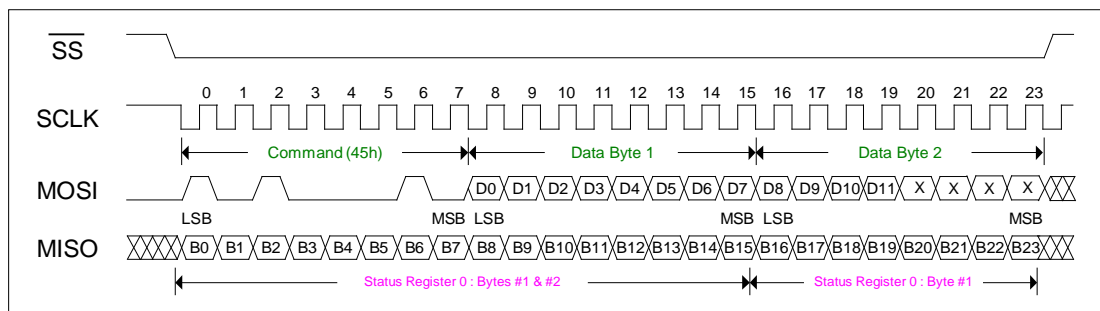 SS
0 1 2 3 4 5 6 7 8 9 10 11 12 13 14 15 16 17 18 19 20 21 22 23
SCLK
Command (45h) Data Byte 1 Data Byte 2
MOSI D0 D1 D2 D3 D4 D5 D6 D7 D8 D9 D10 D11 X X X X
LSB MSB LSB MSB LSB MSB
MISO B0 B1 B2 B3 B4 B5 B6 B7 B8 B9 B10 B11 B12 B13 B14 B15 B16 B17 B18 B19 B20 B21 B22 B23
Status Register 0 : Bytes #1 & #2 Status Register 0 : Byte #1